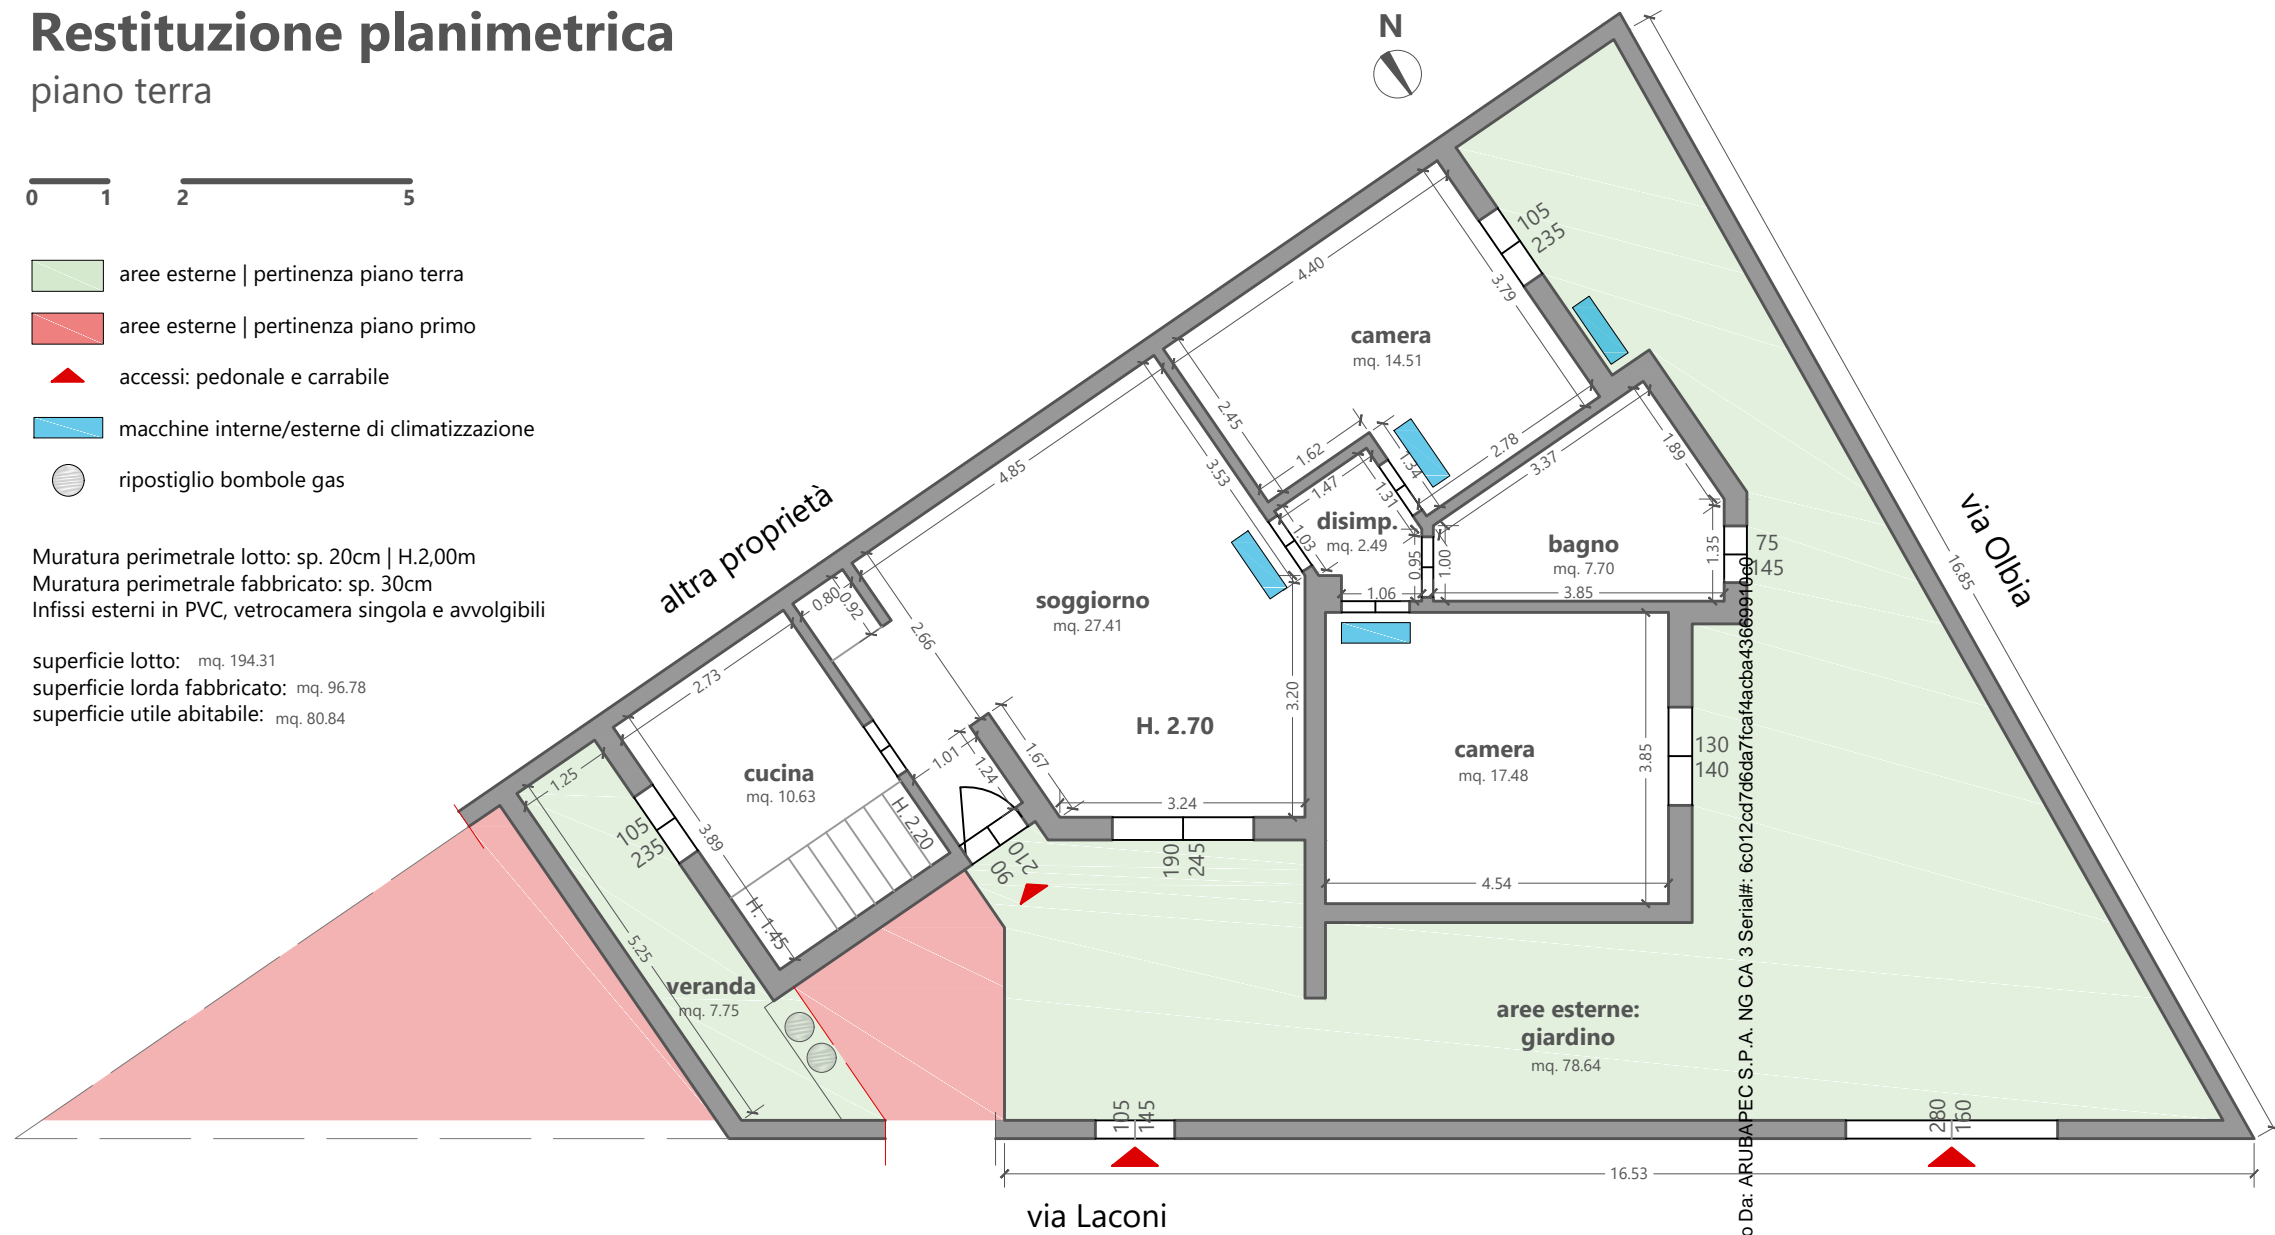 Restituzione planimetrica
piano terra
N
0 1 2 5
aree esterne | pertinenza piano terra
aree esterne | pertinenza piano primo
accessi: pedonale e carrabile
macchine interne/esterne di climatizzazione
ripostiglio bombole gas
Muratura perimetrale lotto: sp. 20cm | H.2,00m
Muratura perimetrale fabbricato: sp. 30cm
Infissi esterni in PVC, vetrocamera singola e avvolgibili
superficie lotto: mq. 194.31
superficie lorda fabbricato: mq. 96.78
superficie utile abitabile: mq. 80.84
altra proprietà
via Olbia
16.85
105
235
4.40
3.79
camera
mq. 14.51
2.45
1.62
1.34
2.78
4.85
3.53
soggiorno
mq. 27.41
H. 2.70
2.66
3.20
1.67
3.24
190
245
1.47
1.31
disimp.
mq. 2.49
1.03
1.06
0.95
1.00
3.37
1.89
bagno
mq. 7.70
1.35
3.85
75
145
camera
mq. 17.48
3.85
4.54
130
140
0.80
0.92
2.73
cucina
mq. 10.63
3.89
H. 2.20
H. 1.45
1.01
1.24
90
210
105
235
1.25
5.25
veranda
mq. 7.75
aree esterne:
giardino
mq. 78.64
105
145
280
160
16.53
via Laconi
o Da: ARUBAPEC S.P.A. NG CA 3 Serial#: 6c012cd7d6da7fcaf4acba43669910c0